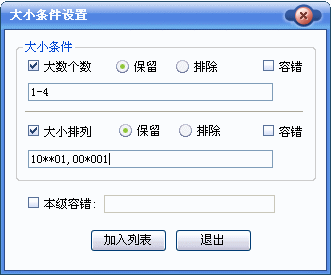 大小条件设置
大小条件
大数个数 保留 排除 容错
1-4
大小排列 保留 排除 容错
10**01,00*001
本级容错:
加入列表 退出